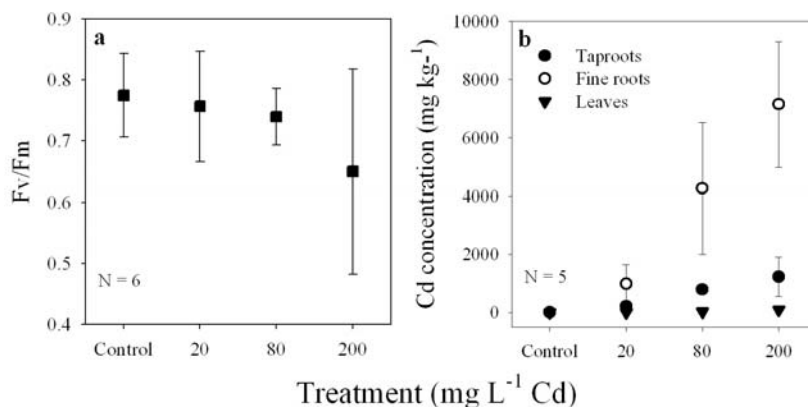 a
Fv/Fm
0.9
0.8
0.7
0.6
0.5
0.4
N = 6
Control 20 80 200
b
Cd concentration (mg kg-¹)
10000
8000
6000
4000
2000
0
Taproots
Fine roots
Leaves
N = 5
Control 20 80 200
Treatment (mg L⁻¹ Cd)